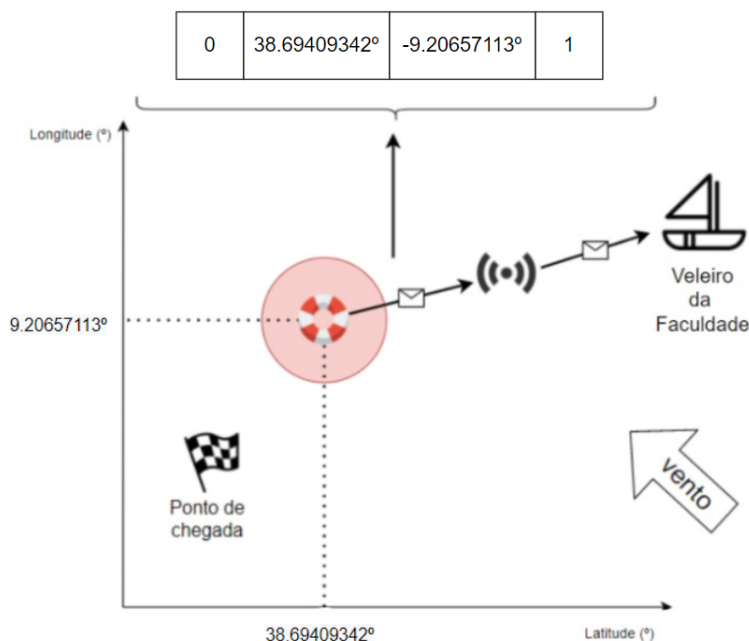 0 38.69409342º -9.20657113º 1
Longitude (º)
Veleiro
da
Faculdade
9.20657113º
vento
Ponto de
chegada
38.69409342º
Latitude (º)